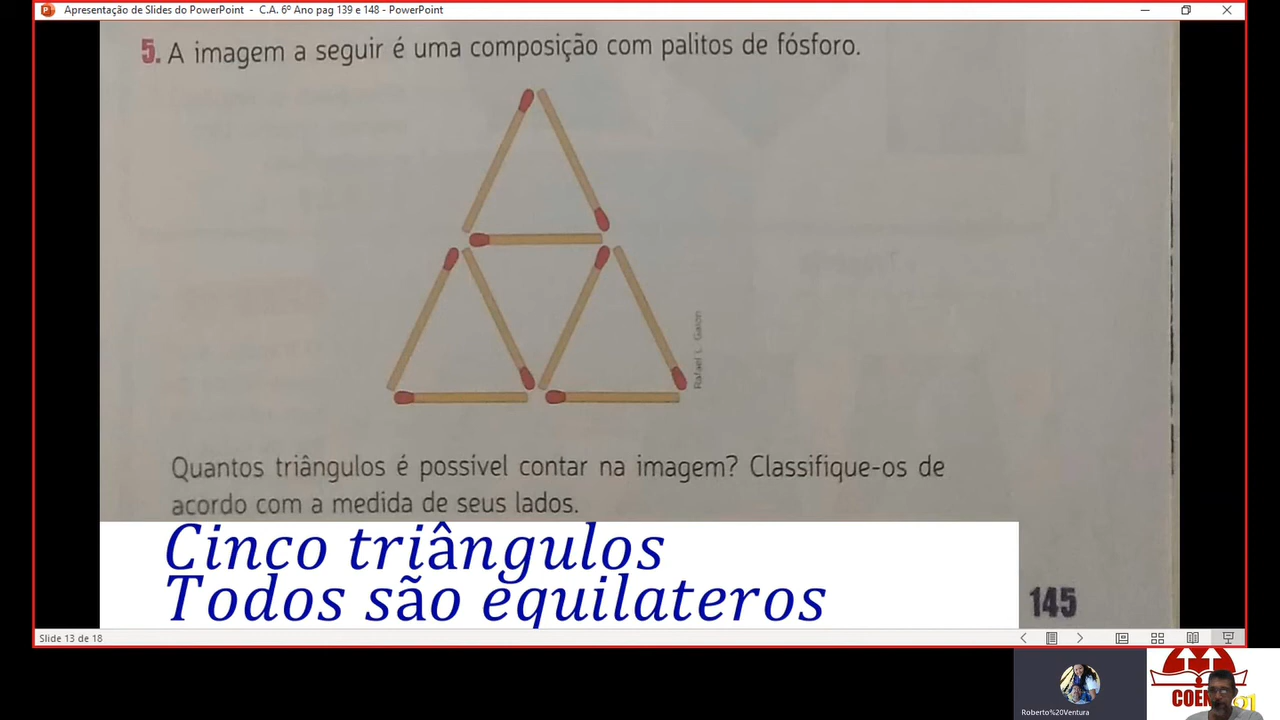 Apresentação de Slides do PowerPoint - C.A. 6º Ano pag 139 e 148 - PowerPoint
5. A imagem a seguir é uma composição com palitos de fósforo.
Rafael L. Gaion
Quantos triângulos é possível contar na imagem? Classifique-os de
acordo com a medida de seus lados.
Cinco triângulos
Todos são equilateros
145
Slide 13 de 18
Roberto%20Ventura